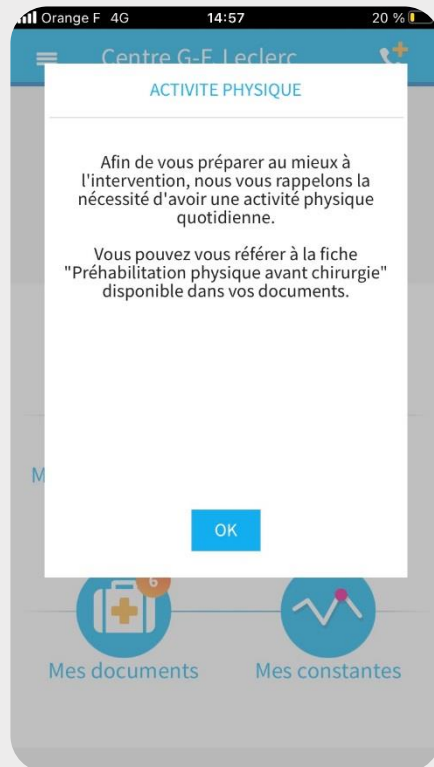 Orange F 4G 14:57 20 %
Centre G-F. Leclerc
ACTIVITE PHYSIQUE
Afin de vous préparer au mieux à
l'intervention, nous vous rappelons la
nécessité d'avoir une activité physique
quotidienne.
Vous pouvez vous référer à la fiche
"Préhabilitation physique avant chirurgie"
disponible dans vos documents.
M
OK
6
Mes documents Mes constantes